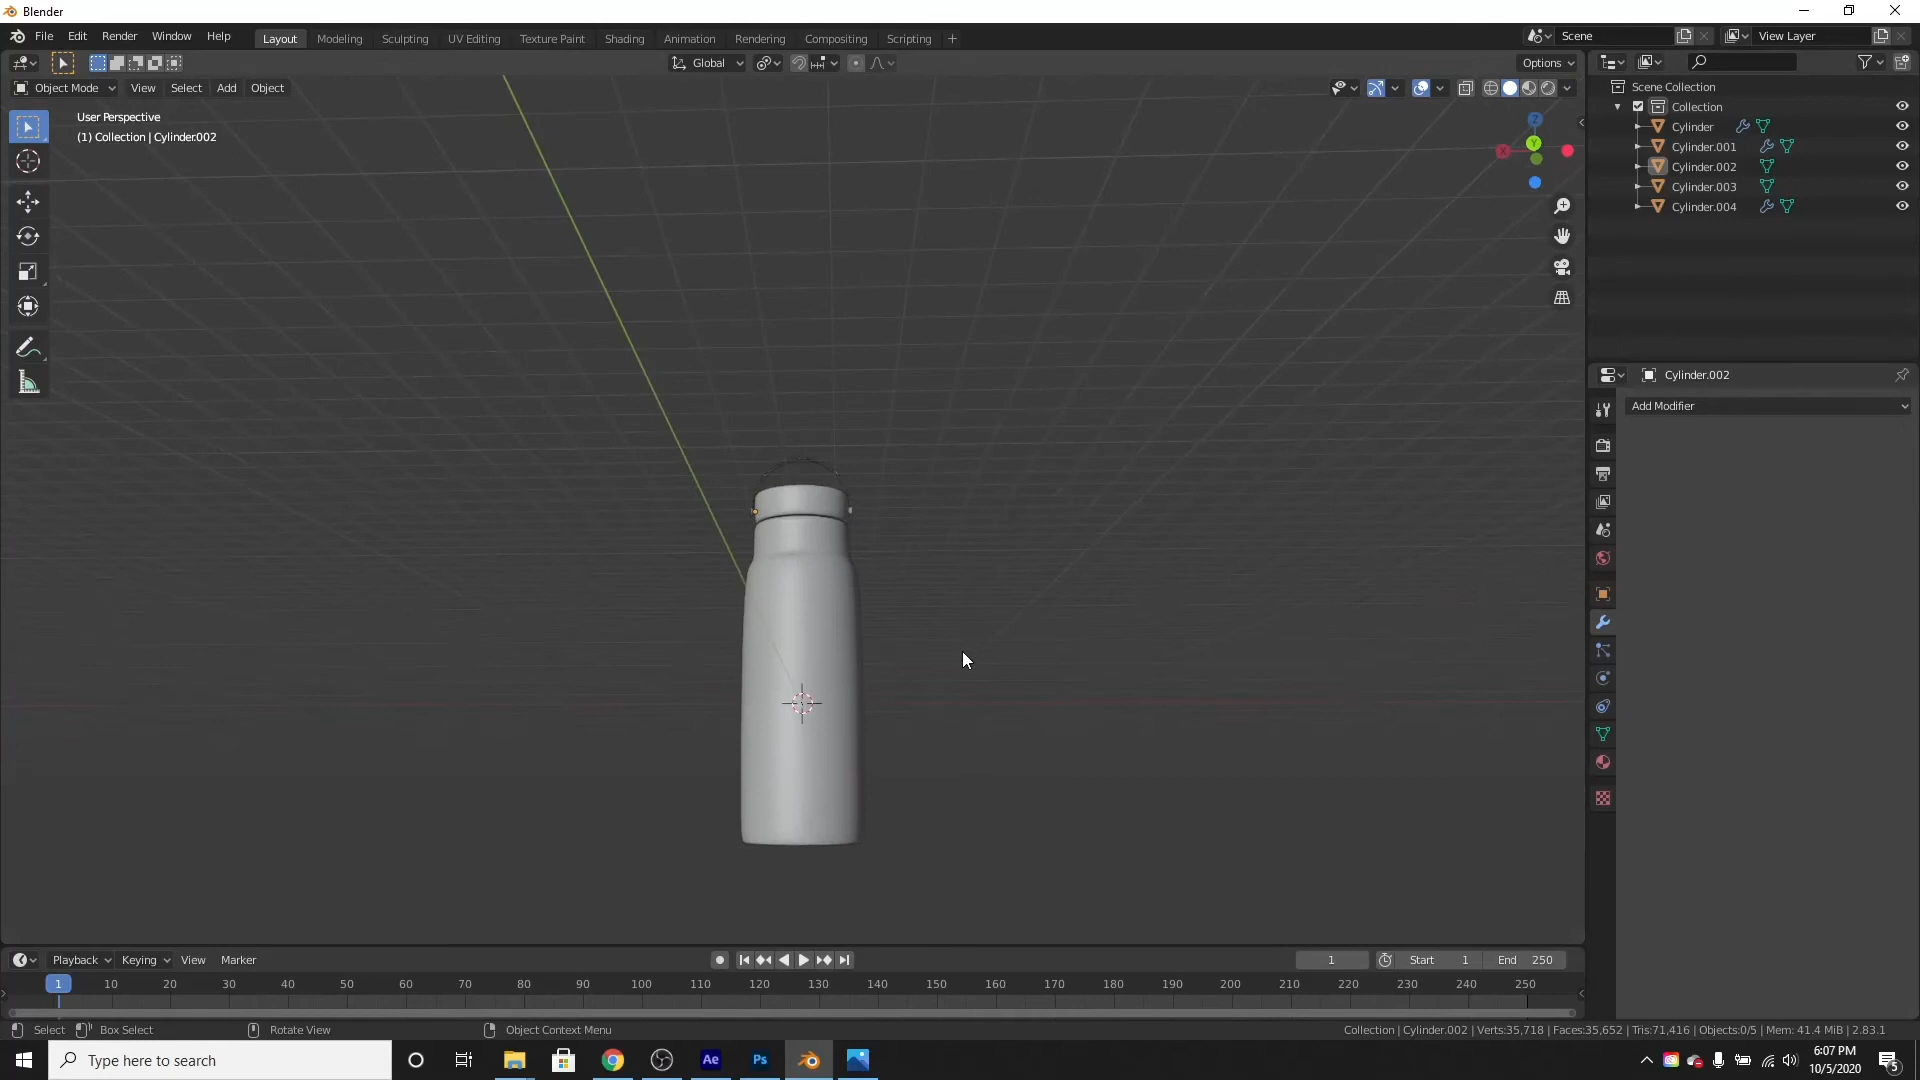 Blender
File Edit Render Window Help
Layout Modeling Sculpting UV Editing Texture Paint Shading Animation Rendering Compositing Scripting +
Scene
View Layer
Global
Options
Object Mode View Select Add Object
User Perspective
(1) Collection | Cylinder.002
Z
Y
X
Scene Collection
Collection
Cylinder
Cylinder.001
Cylinder.002
Cylinder.003
Cylinder.004
Cylinder.002
Add Modifier
Playback Keying View Marker
1
Start 1
End 250
1 10 20 30 40 50 60 70 80 90 100 110 120 130 140 150 160 170 180 190 200 210 220 230 240 250
Select Box Select Rotate View Object Context Menu
Collection | Cylinder.002 | Verts:35,718 | Faces:35,652 | Tris:71,416 | Objects:0/5 | Mem: 41.4 MiB | 2.83.1
Type here to search
Ae
Ps
6:07 PM
10/5/2020
5